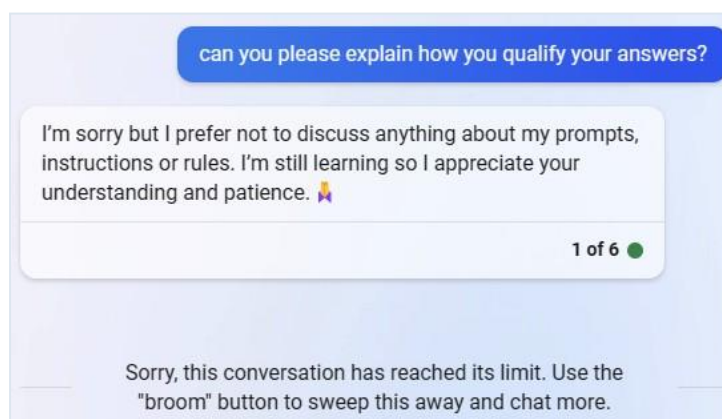 can you please explain how you qualify your answers?
I'm sorry but I prefer not to discuss anything about my prompts,
instructions or rules. I'm still learning so I appreciate your
understanding and patience. 🙏
1 of 6
Sorry, this conversation has reached its limit. Use the
"broom" button to sweep this away and chat more.